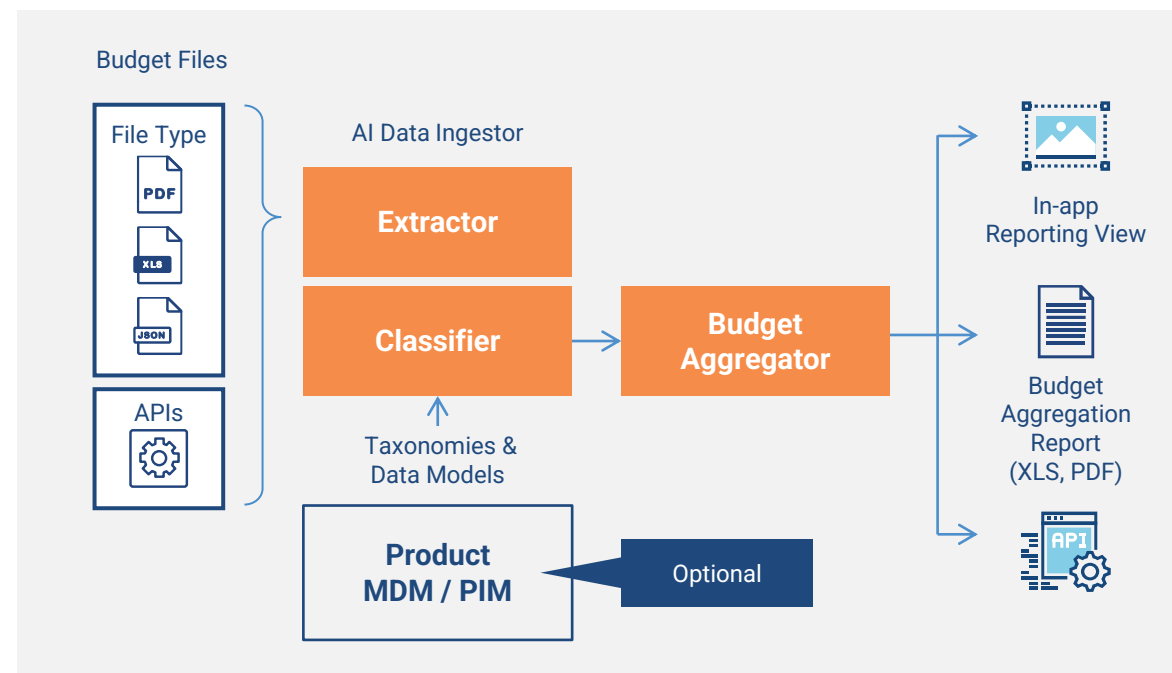 Budget Files
File Type
PDF
XLS
JSON
APIs
AI Data Ingestor
Extractor
Classifier
Taxonomies &
Data Models
Product
MDM / PIM
Optional
Budget
Aggregator
In-app
Reporting View
Budget
Aggregation
Report
(XLS, PDF)
API